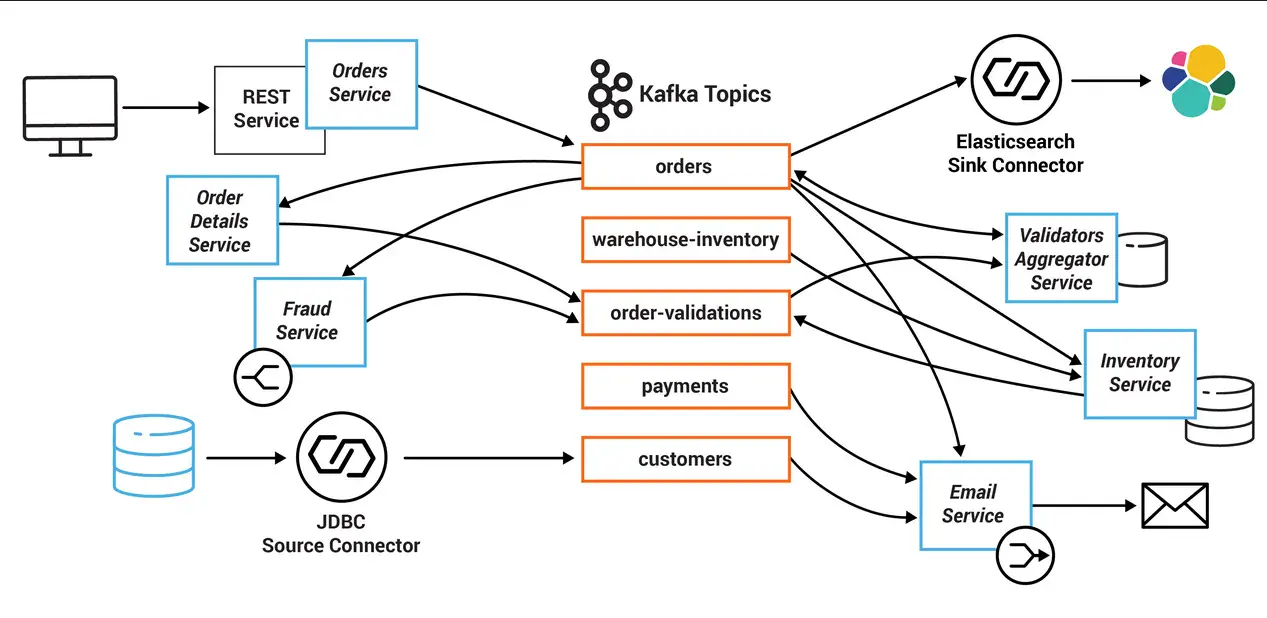 REST
Service
Orders
Service
Kafka Topics
Elasticsearch
Sink Connector
orders
Order
Details
Service
warehouse-inventory
Validators
Aggregator
Service
Fraud
Service
order-validations
Inventory
Service
payments
customers
JDBC
Source Connector
Email
Service